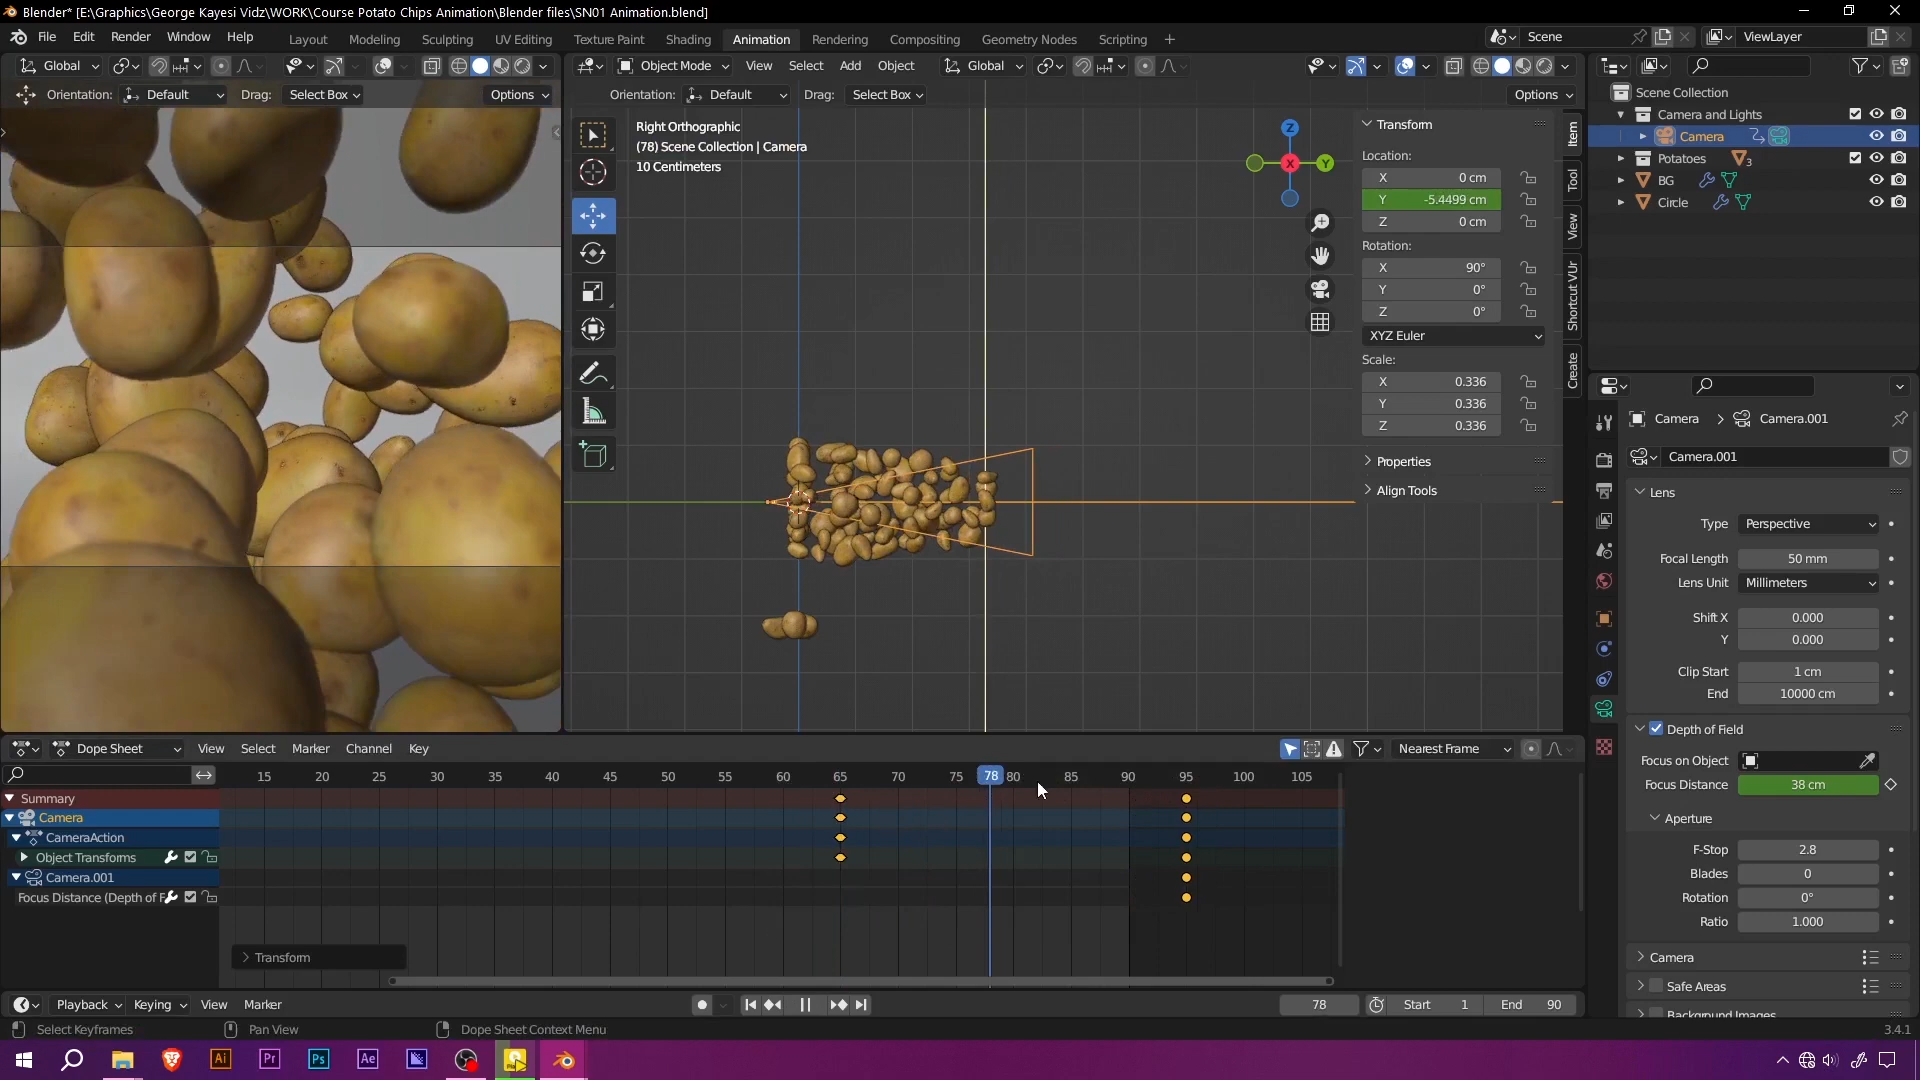 Blender* [E:\Graphics\George Kayesi Vidz\WORK\Course Potato Chips Animation\Blender files\SN01 Animation.blend]
File Edit Render Window Help Layout Modeling Sculpting UV Editing Texture Paint Shading Animation Rendering Compositing Geometry Nodes Scripting + Scene ViewLayer
Global Object Mode View Select Add Object Global
Orientation: Default Drag: Select Box Options Orientation: Default Drag: Select Box Options
Right Orthographic
(78) Scene Collection | Camera
10 Centimeters
Z
X
Y
Transform
Location:
X 0 cm
Y -5.4499 cm
Z 0 cm
Rotation:
X 90°
Y 0°
Z 0°
XYZ Euler
Scale:
X 0.336
Y 0.336
Z 0.336
Properties
Align Tools
Item
Tool
View
Shortcut VUr
Create
Scene Collection
Camera and Lights
Camera
Potatoes 3
BG
Circle
Camera Camera.001
Camera.001
Lens
Type Perspective
Focal Length 50 mm
Lens Unit Millimeters
Shift X 0.000
Y 0.000
Clip Start 1 cm
End 10000 cm
Depth of Field
Focus on Object
Focus Distance 38 cm
Aperture
F-Stop 2.8
Blades 0
Rotation 0°
Ratio 1.000
Camera
Safe Areas
Background Images
Dope Sheet View Select Marker Channel Key Nearest Frame
15 20 25 30 35 40 45 50 55 60 65 70 75 78 80 85 90 95 100 105
Summary
Camera
CameraAction
Object Transforms
Camera.001
Focus Distance (Depth of F
Transform
Playback Keying View Marker 78 Start 1 End 90
Select Keyframes Pan View Dope Sheet Context Menu 3.4.1
Ai Pr Ps Ae